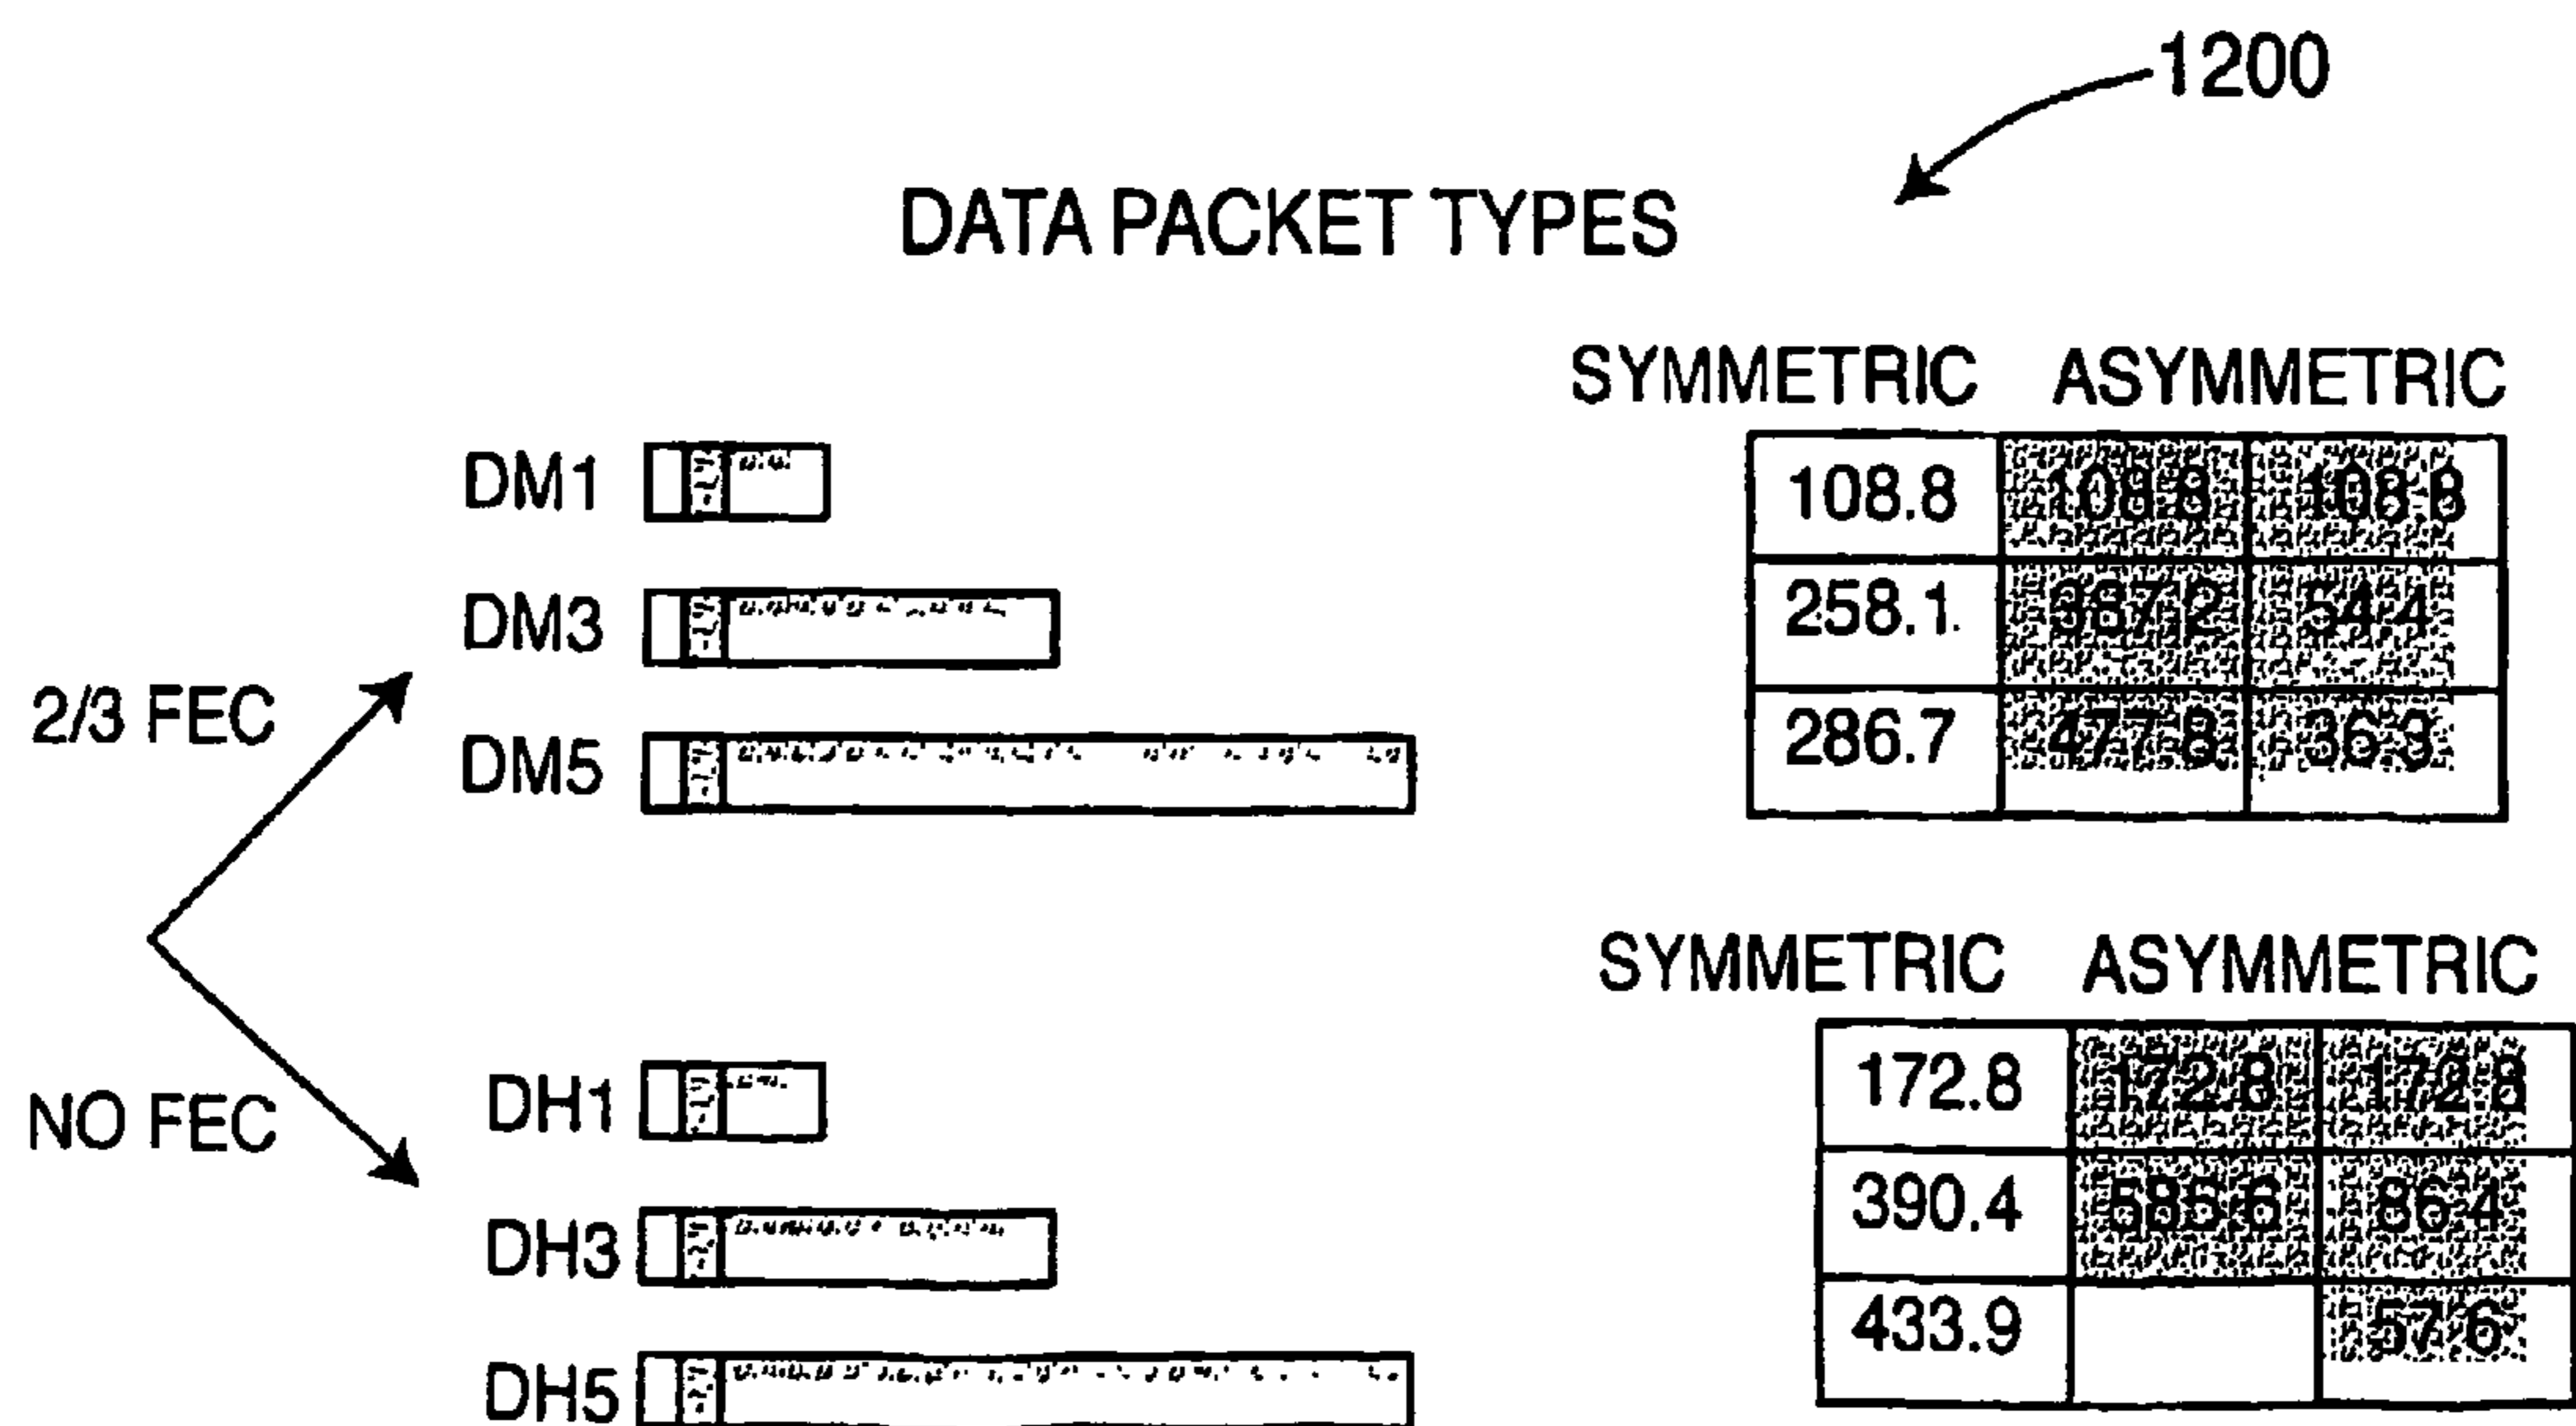 1200
DATA PACKET TYPES
SYMMETRIC ASYMMETRIC
DM1 108.8 108.8 108.8
DM3 258.1 387.2 54.4
2/3 FEC
DM5 286.7 477.8 36.3
SYMMETRIC ASYMMETRIC
NO FEC
DH1 172.8 172.8 172.8
DH3 390.4 585.6 86.4
DH5 433.9 57.6